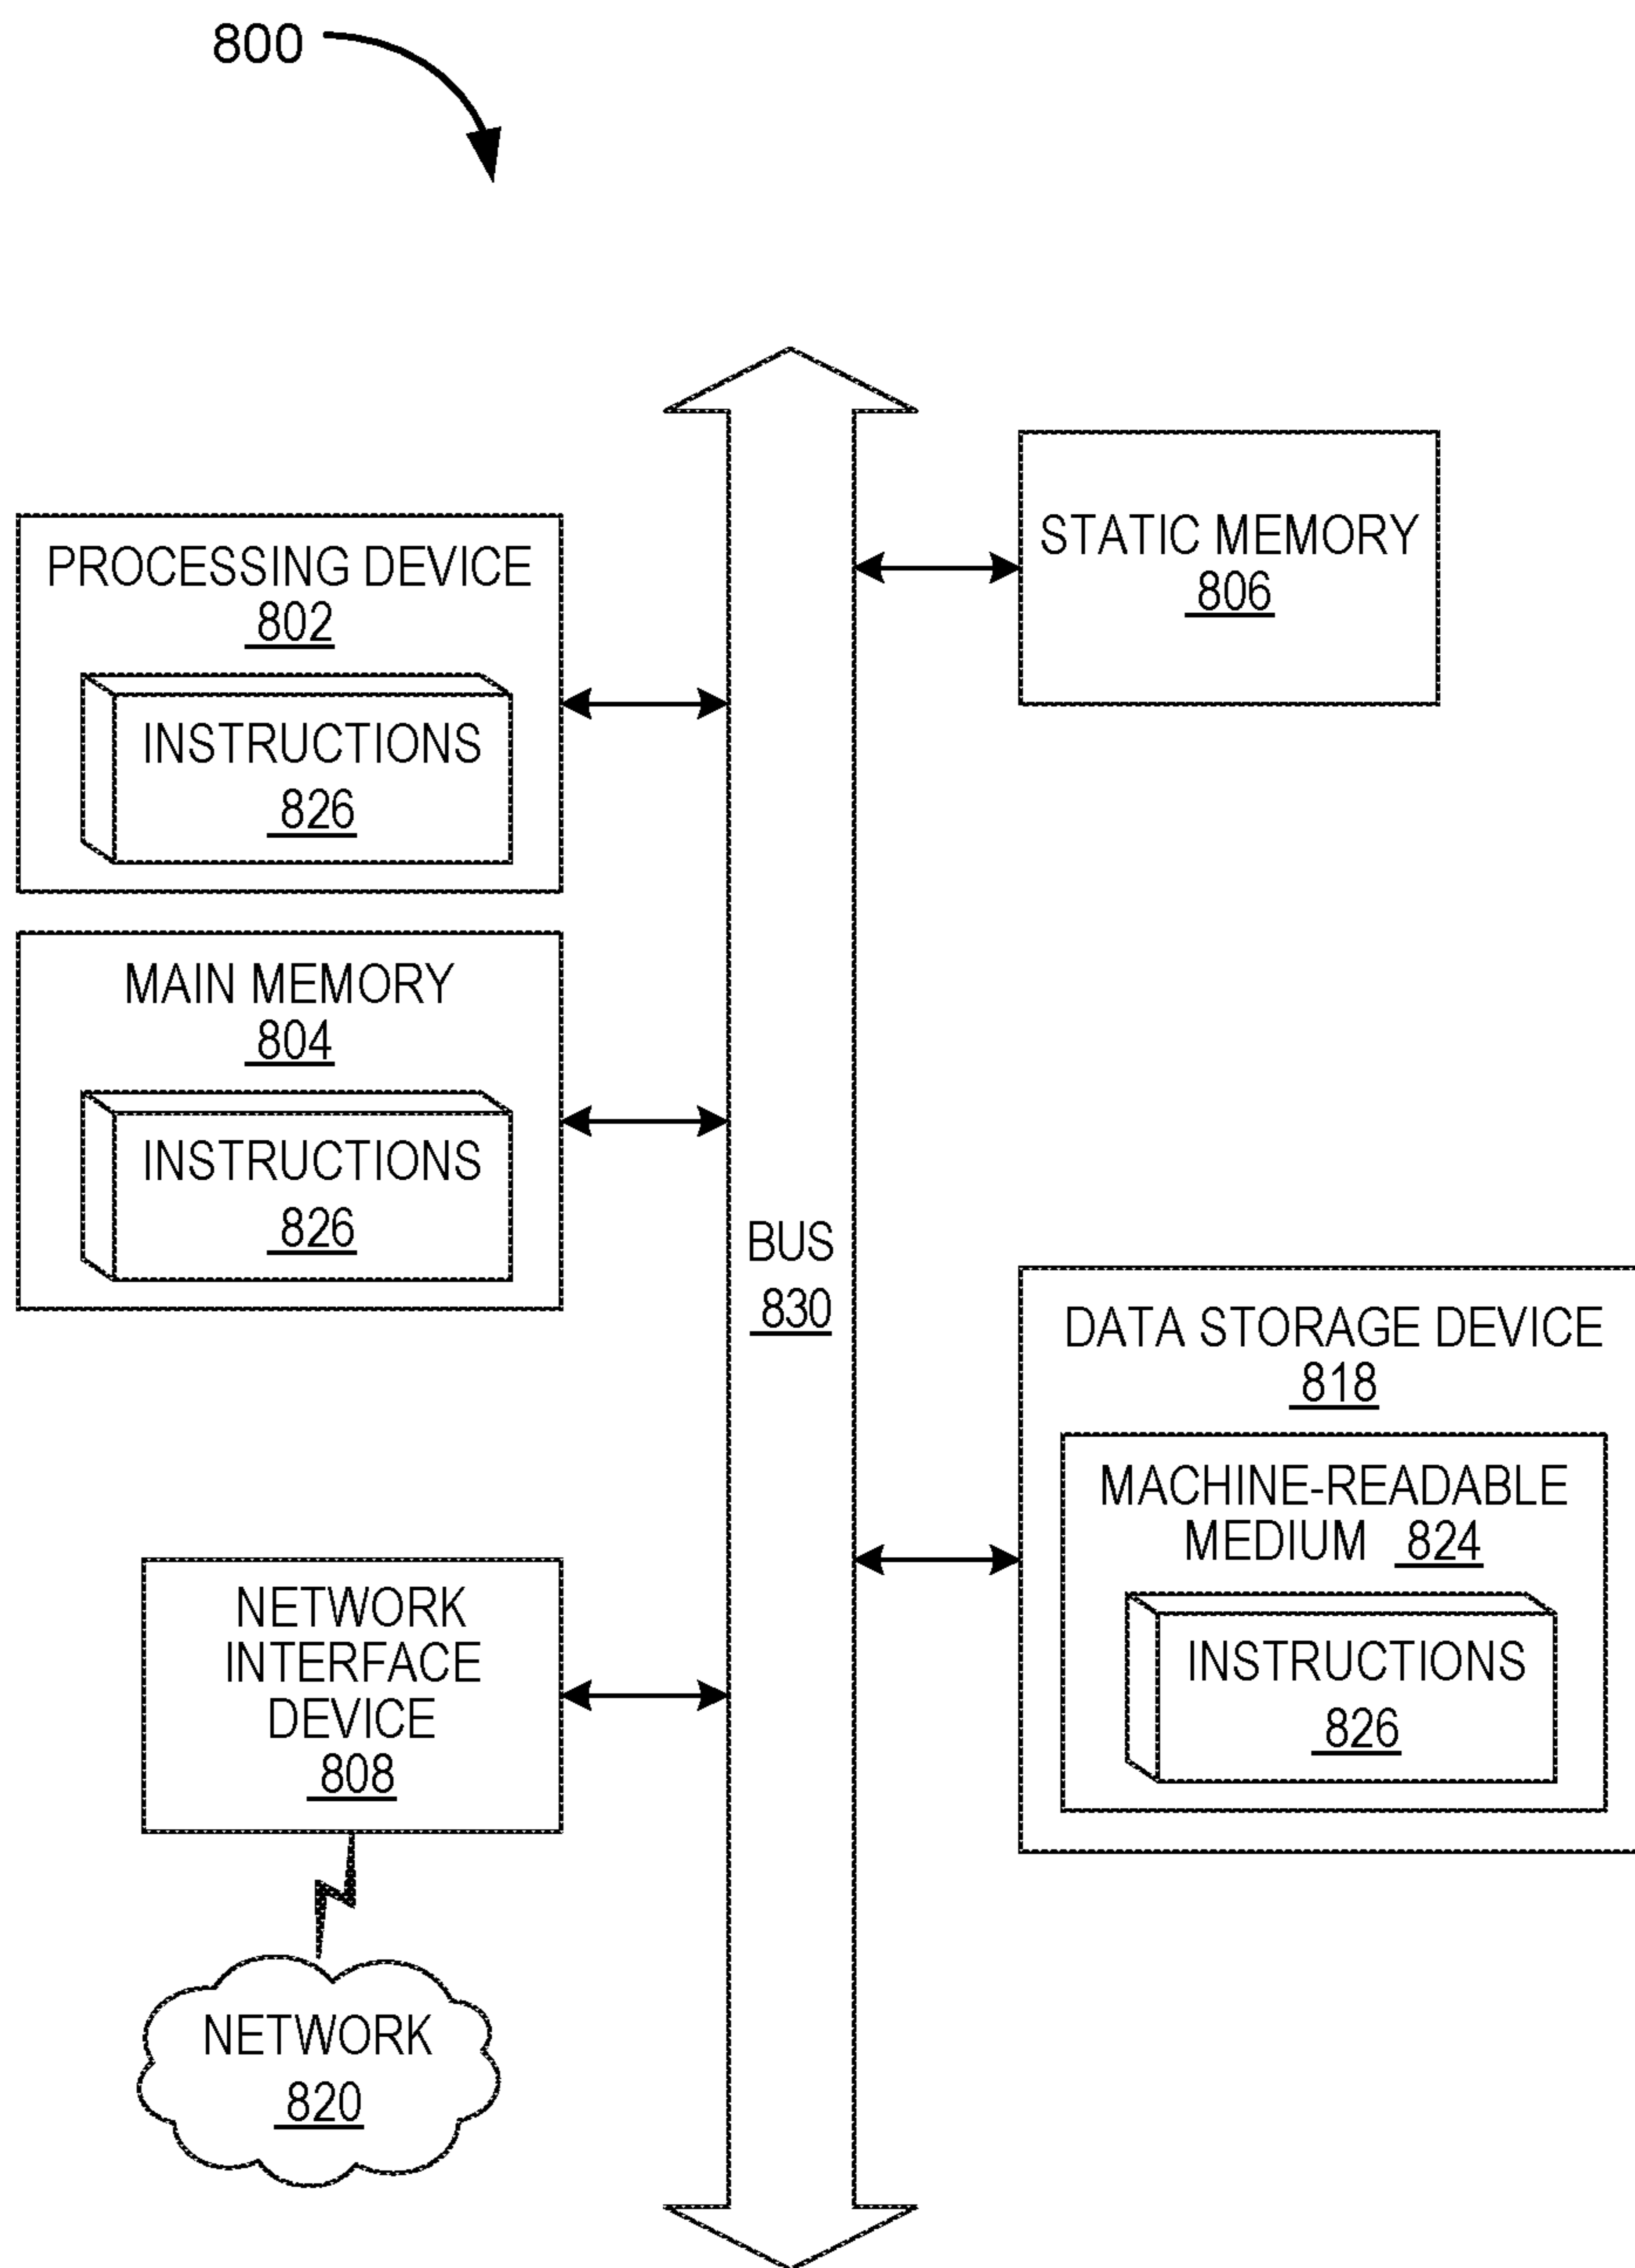 800
PROCESSING DEVICE
802
INSTRUCTIONS
826
STATIC MEMORY
806
MAIN MEMORY
804
INSTRUCTIONS
826
BUS
830
DATA STORAGE DEVICE
818
MACHINE-READABLE
MEDIUM 824
INSTRUCTIONS
826
NETWORK
INTERFACE
DEVICE
808
NETWORK
820